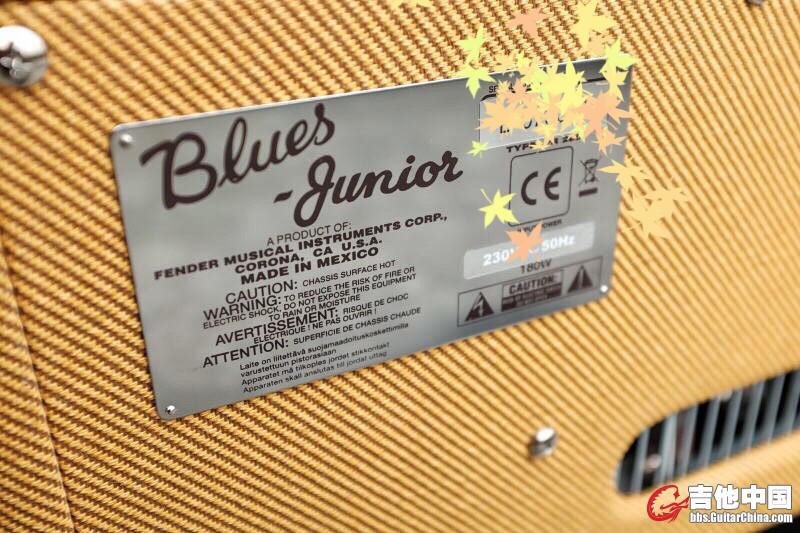 Blues
-Junior
A PRODUCT OF:
FENDER MUSICAL INSTRUMENTS CORP.,
CORONA, CA U.S.A.
MADE IN MEXICO
CAUTION: CHASSIS SURFACE HOT
WARNING: TO REDUCE THE RISK OF FIRE OR
ELECTRIC SHOCK, DO NOT EXPOSE THIS EQUIPMENT
TO RAIN OR MOISTURE
AVERTISSEMENT: RISQUE DE CHOC
ELECTRIQUE ! NE PAS OUVRIR !
ATTENTION: SUPERFICIE DE CHASSIS CHAUDE
Laite on liitettävä suojamaadoituskoskettimilla
varustettuun pistorasiaan
Apparatet må tilkoples jordet stikkontakt
Apparaten skall anslutas till jordat uttag
TYPE
CE
POWER
230V 50Hz
180W
CAUTION:
吉他中国
bbs.GuitarChina.com